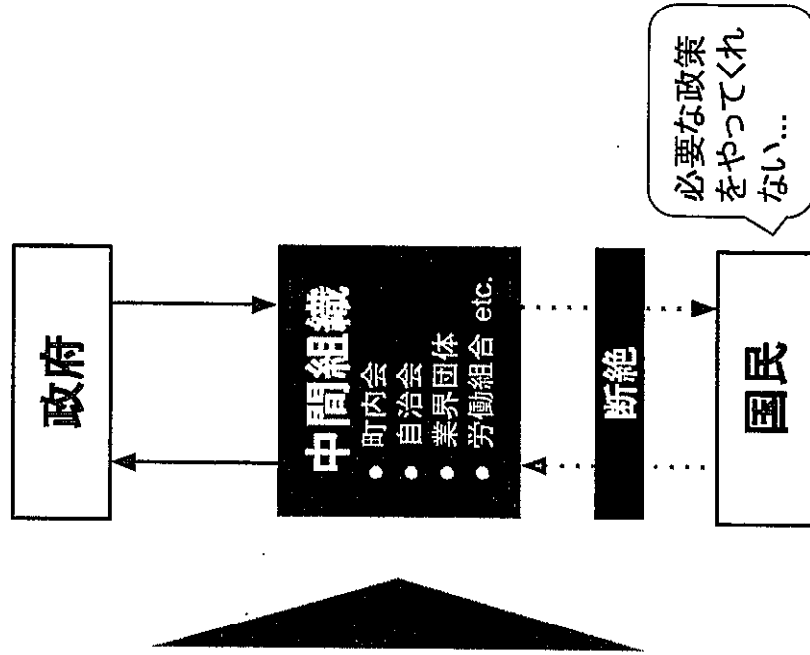 政府
中間組織
● 町内会
● 自治会
● 業界団体
● 労働組合 etc.
断絶
国民
必要な政策
をやってくれ
ない...